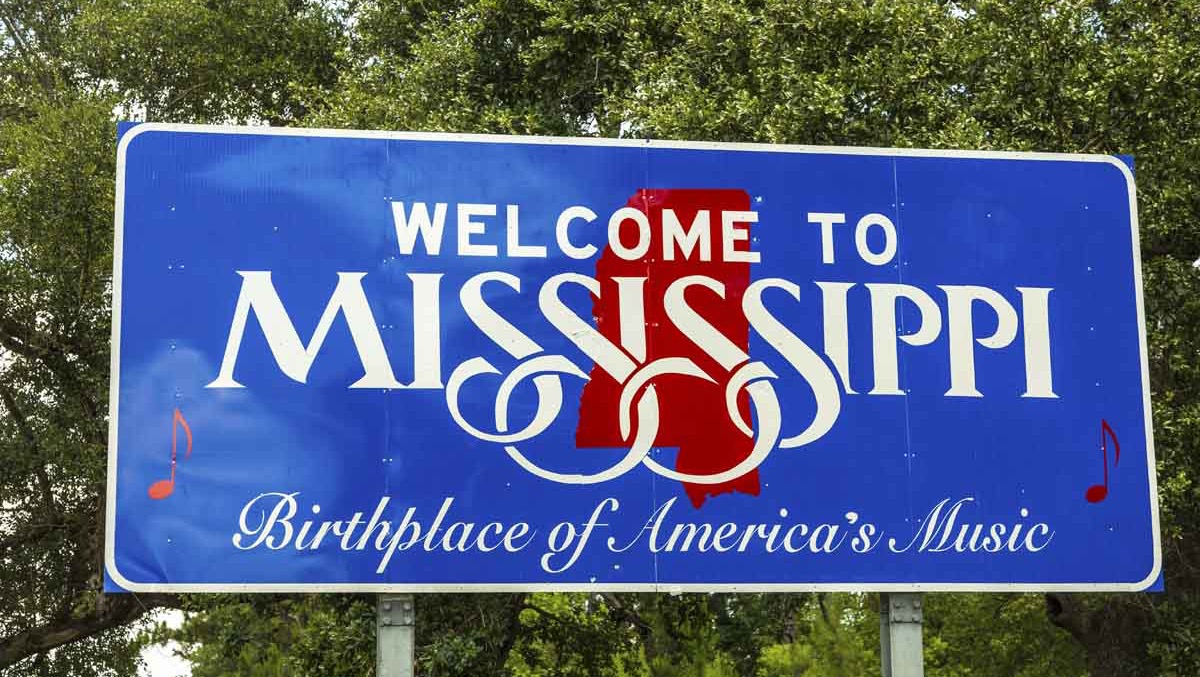 WELCOME TO
MISSISSIPPI
Birthplace of America's Music